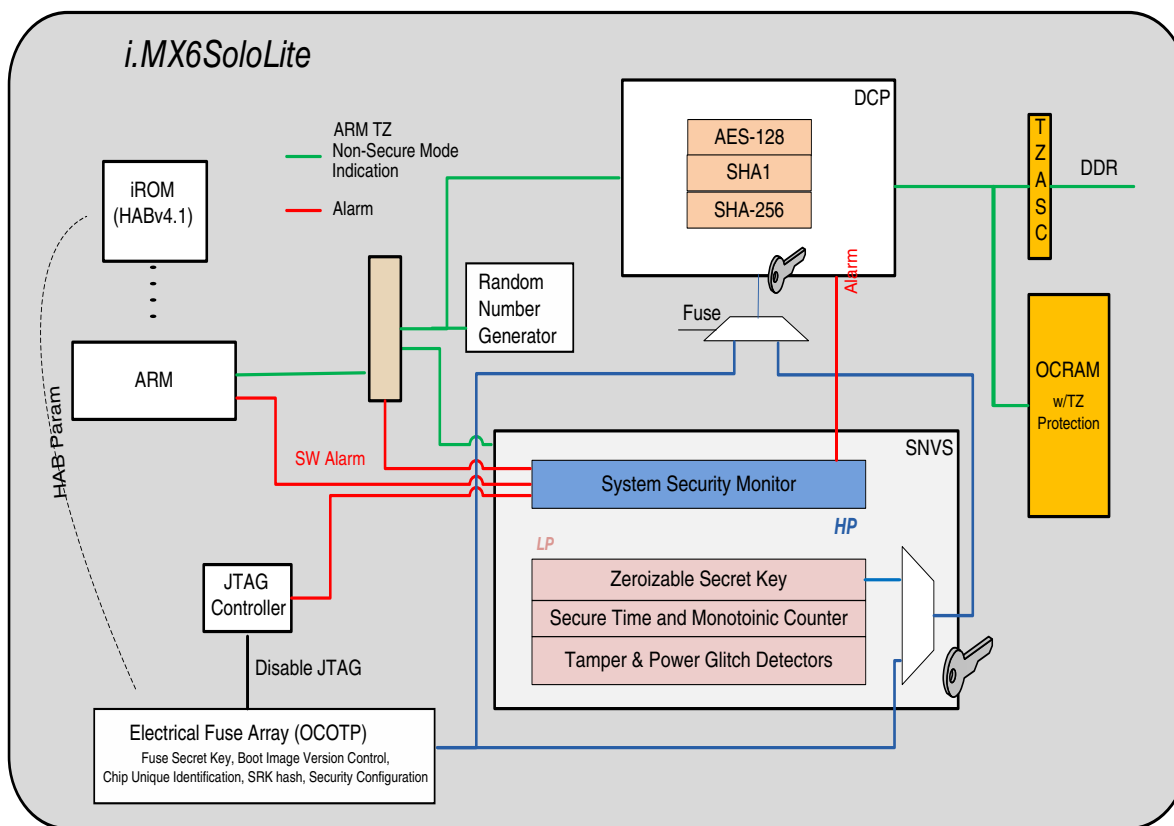 i.MX6SoloLite
ARM TZ
Non-Secure Mode
Indication
Alarm
iROM
(HABv4.1)
ARM
HAB Param
DCP
AES-128
SHA1
SHA-256
Alarm
Fuse
Random
Number
Generator
TZASC
DDR
OCRAM
w/TZ
Protection
SW Alarm
SNVS
System Security Monitor
HP
LP
Zeroizable Secret Key
Secure Time and Monotoinic Counter
Tamper & Power Glitch Detectors
JTAG
Controller
Disable JTAG
Electrical Fuse Array (OCOTP)
Fuse Secret Key, Boot Image Version Control,
Chip Unique Identification, SRK hash, Security Configuration